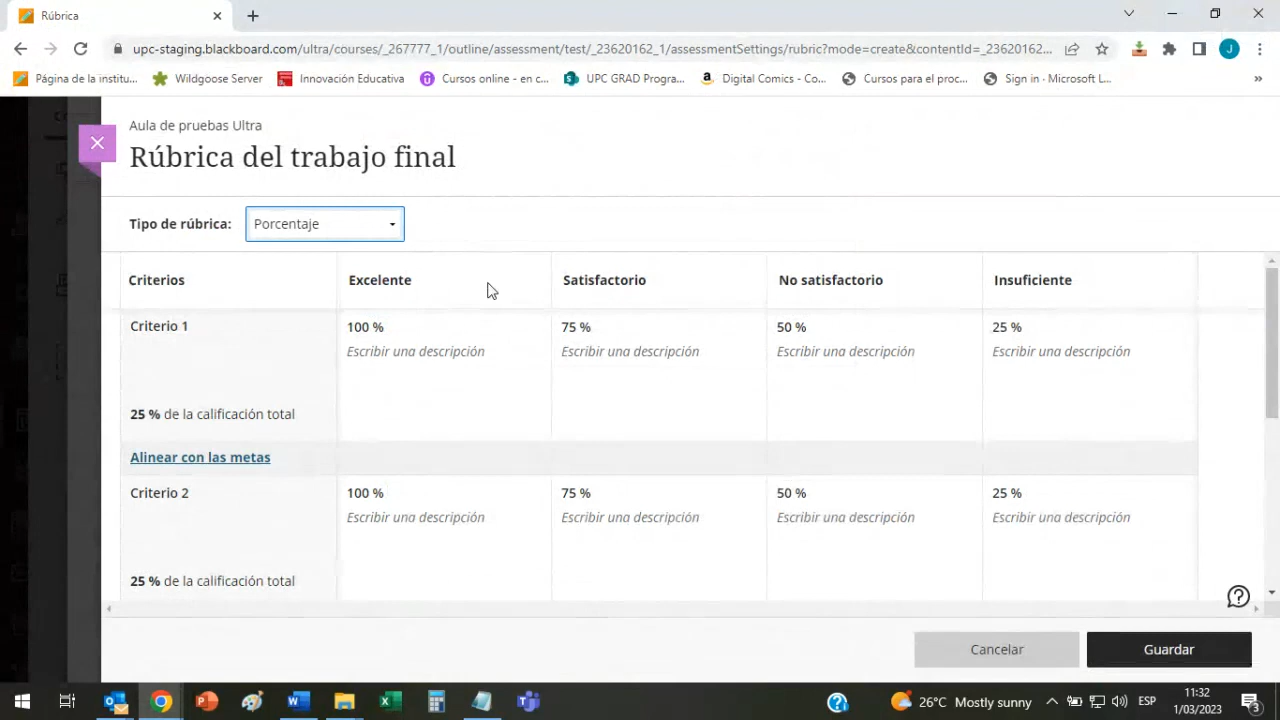 Rúbrica
upc-staging.blackboard.com/ultra/courses/_267777_1/outline/assessment/test/_23620162_1/assessmentSettings/rubric?mode=create&contentId=_23620162...
J
Página de la institu...
Wildgoose Server
Innovación Educativa
Cursos online - en c...
UPC GRAD Progra...
Digital Comics - Co...
Cursos para el proc...
Sign in - Microsoft L...
»
Aula de pruebas Ultra
Rúbrica del trabajo final
Tipo de rúbrica: Porcentaje
Criterios Excelente Satisfactorio No satisfactorio Insuficiente
Criterio 1 100 % 75 % 50 % 25 %
Escribir una descripción Escribir una descripción Escribir una descripción Escribir una descripción
25 % de la calificación total
Alinear con las metas
Criterio 2 100 % 75 % 50 % 25 %
Escribir una descripción Escribir una descripción Escribir una descripción Escribir una descripción
25 % de la calificación total
Cancelar Guardar
26°C Mostly sunny ESP 11:32
1/03/2023 3